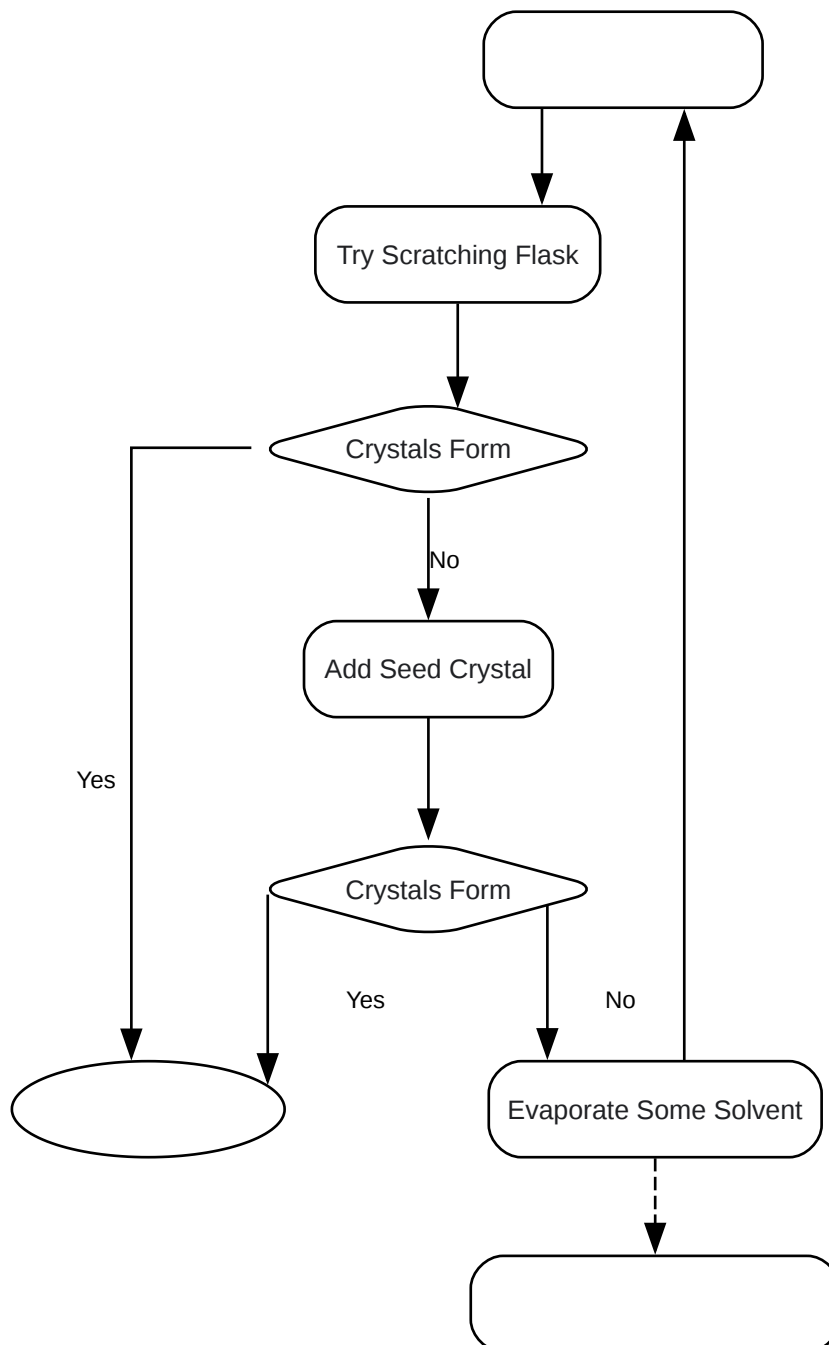 Try Scratching Flask
Crystals Form
No
Add Seed Crystal
Yes
Crystals Form
Yes
No
Evaporate Some Solvent